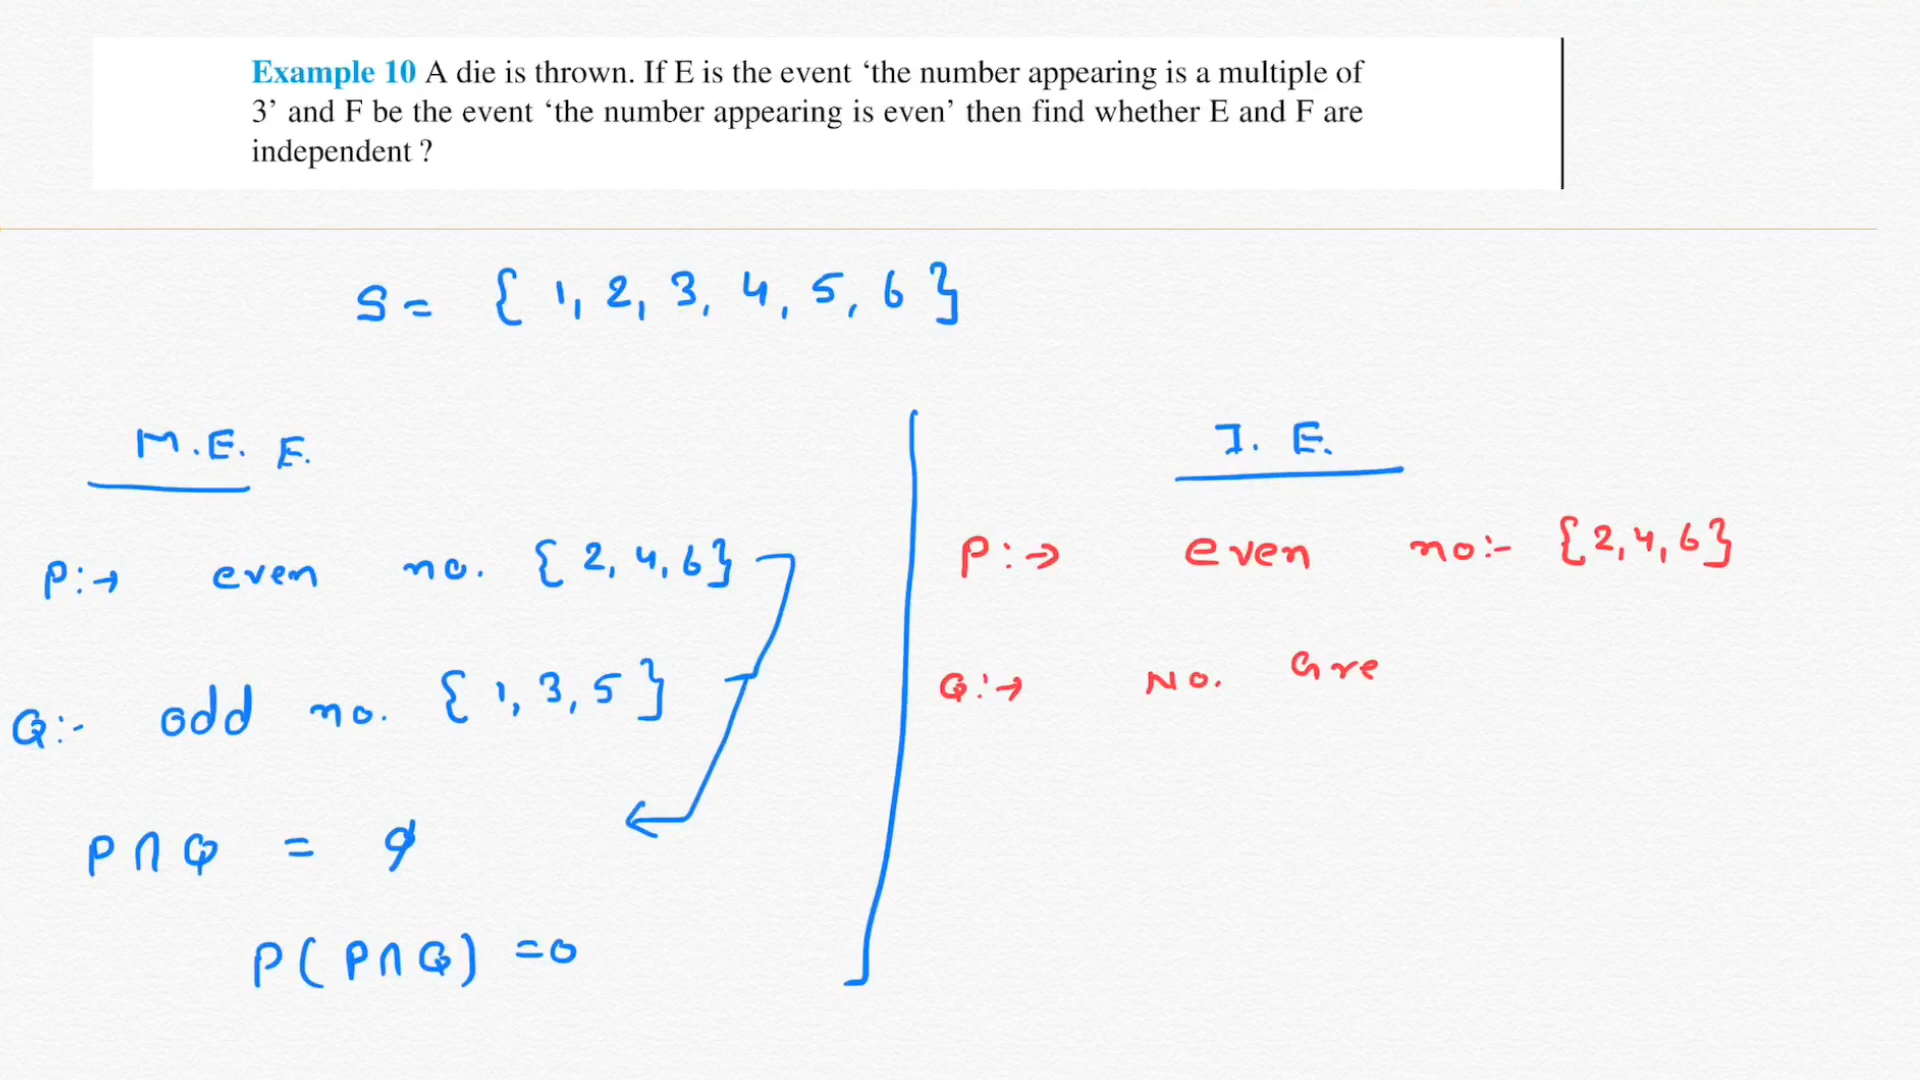 Example 10 A die is thrown. If E is the event ‘the number appearing is a multiple of
3’ and F be the event ‘the number appearing is even’ then find whether E and F are
independent ?
S = { 1, 2, 3, 4, 5, 6 }
M.E. E.
P:→ even no. { 2, 4, 6}
Q:- odd no. { 1, 3, 5 }
P∩Q = φ
P( P∩Q) =0
I. E.
P:→ even no:- {2,4,6}
Q:→ No. are